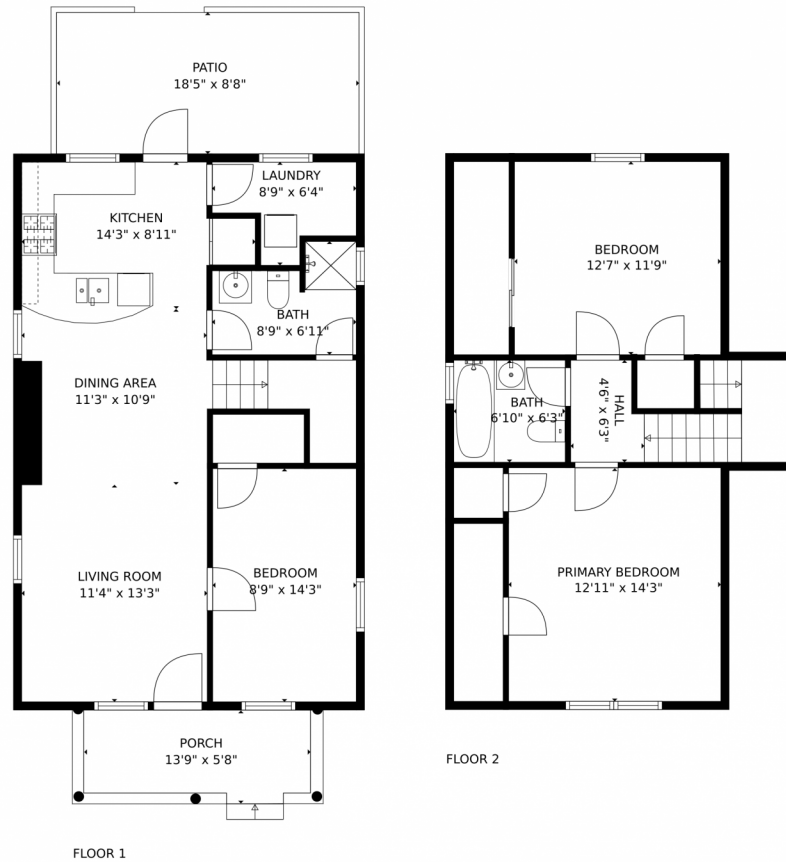 PATIO
18'5" x 8'8"
LAUNDRY
8'9" x 6'4"
KITCHEN
14'3" x 8'11"
BATH
8'9" x 6'11"
DINING AREA
11'3" x 10'9"
LIVING ROOM
11'4" x 13'3"
BEDROOM
8'9" x 14'3"
PORCH
13'9" x 5'8"
FLOOR 1
BEDROOM
12'7" x 11'9"
BATH
6'10" x 6'3"
HALL
4'6" x 6'3"
PRIMARY BEDROOM
12'11" x 14'3"
FLOOR 2